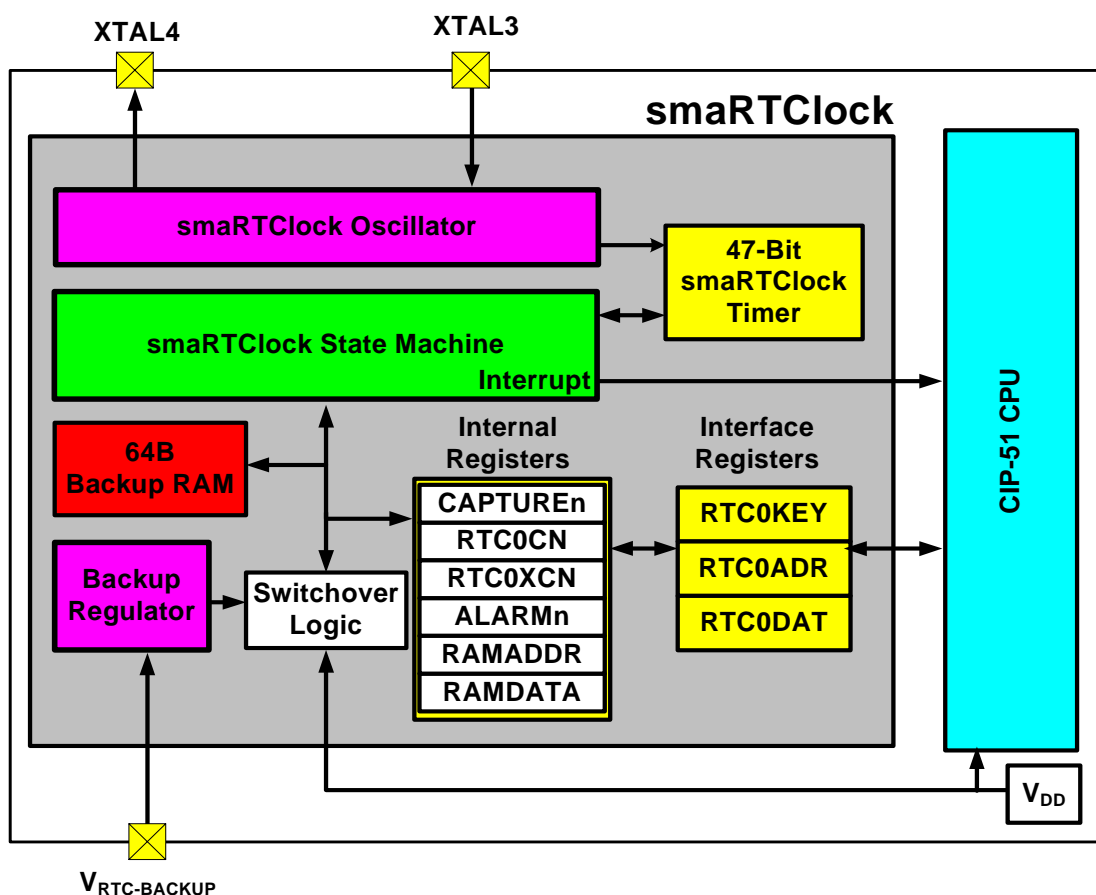 XTAL4
XTAL3
smaRTClock
smaRTClock Oscillator
47-Bit
smaRTClock
Timer
smaRTClock State Machine
Interrupt
CIP-51 CPU
64B
Backup RAM
Internal
Registers
Interface
Registers
CAPTUREn
RTC0CN
RTC0XCN
ALARMn
RAMADDR
RAMDATA
RTC0KEY
RTC0ADR
RTC0DAT
Backup
Regulator
Switchover
Logic
VDD
VRTC-BACKUP